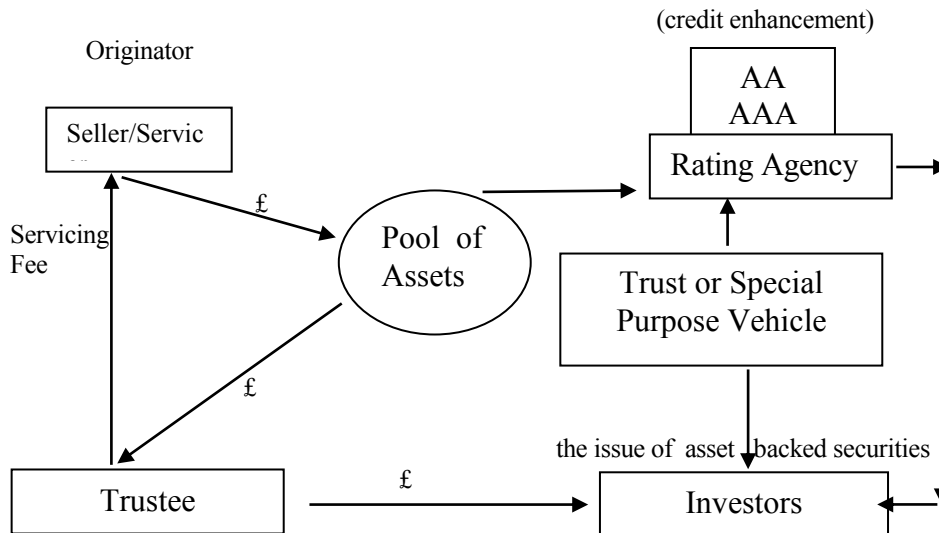 (credit enhancement)
Originator
AA
AAA
Seller/Servic
Rating Agency
£
Servicing
Fee
Pool of
Assets
Trust or Special
Purpose Vehicle
£
the issue of asset backed securities
£
Trustee
Investors